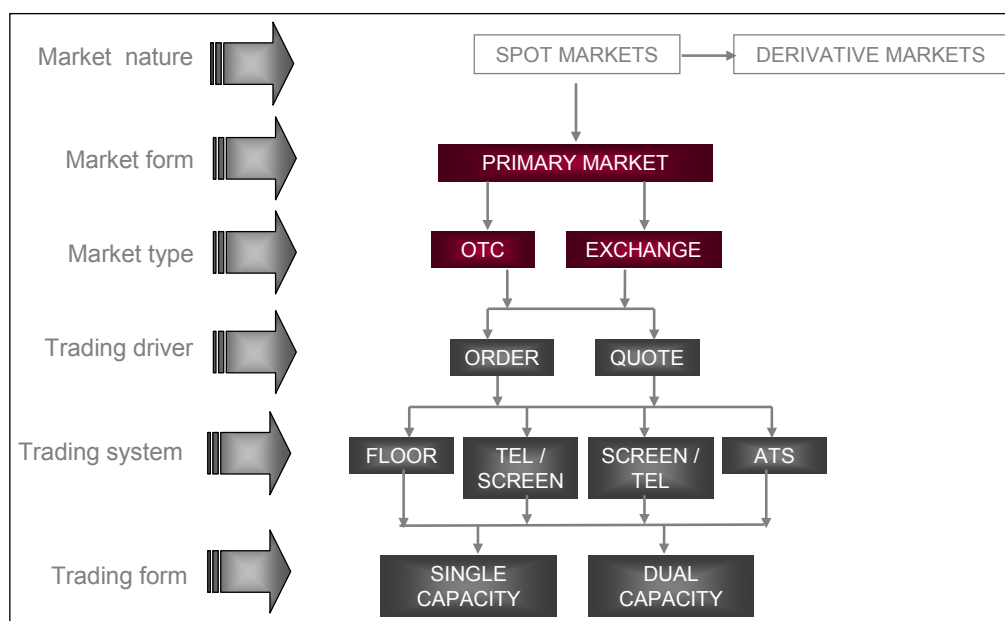 Market nature
SPOT MARKETS
DERIVATIVE MARKETS
Market form
PRIMARY MARKET
Market type
OTC
EXCHANGE
Trading driver
ORDER
QUOTE
Trading system
FLOOR
TEL /
SCREEN
SCREEN /
TEL
ATS
Trading form
SINGLE
CAPACITY
DUAL
CAPACITY